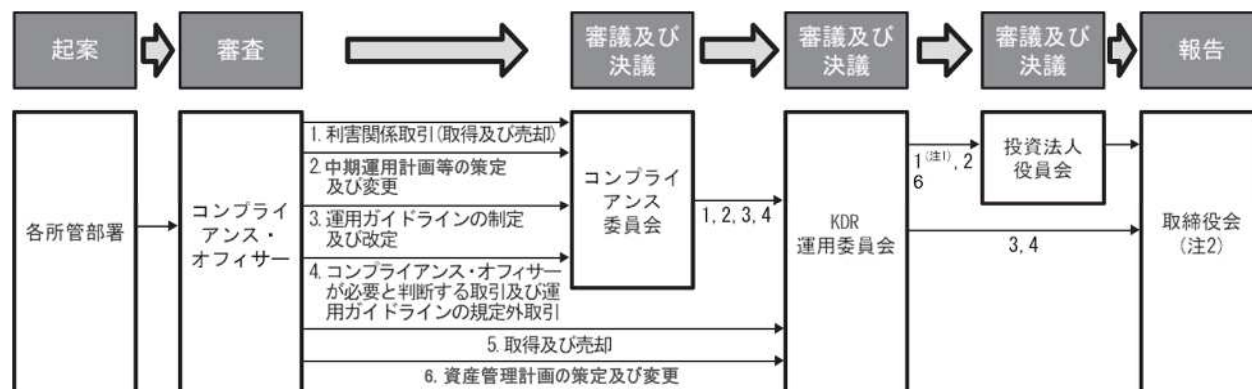 起案
審査
審議及び
決議
審議及び
決議
審議及び
決議
報告
各所管部署
コンプライ
アンス・
オフィサー
1. 利害関係取引(取得及び売却)
2. 中期運用計画等の策定
及び変更
3. 運用ガイドラインの制定
及び改定
4. コンプライアンス・オフィサー
が必要と判断する取引及び運
用ガイドラインの規定外取引
5. 取得及び売却
6. 資産管理計画の策定及び変更
コンプライ
アンス
委員会
1, 2, 3, 4
KDR
運用委員会
1(注1), 2
6
3, 4
投資法人
役員会
取締役会
(注2)